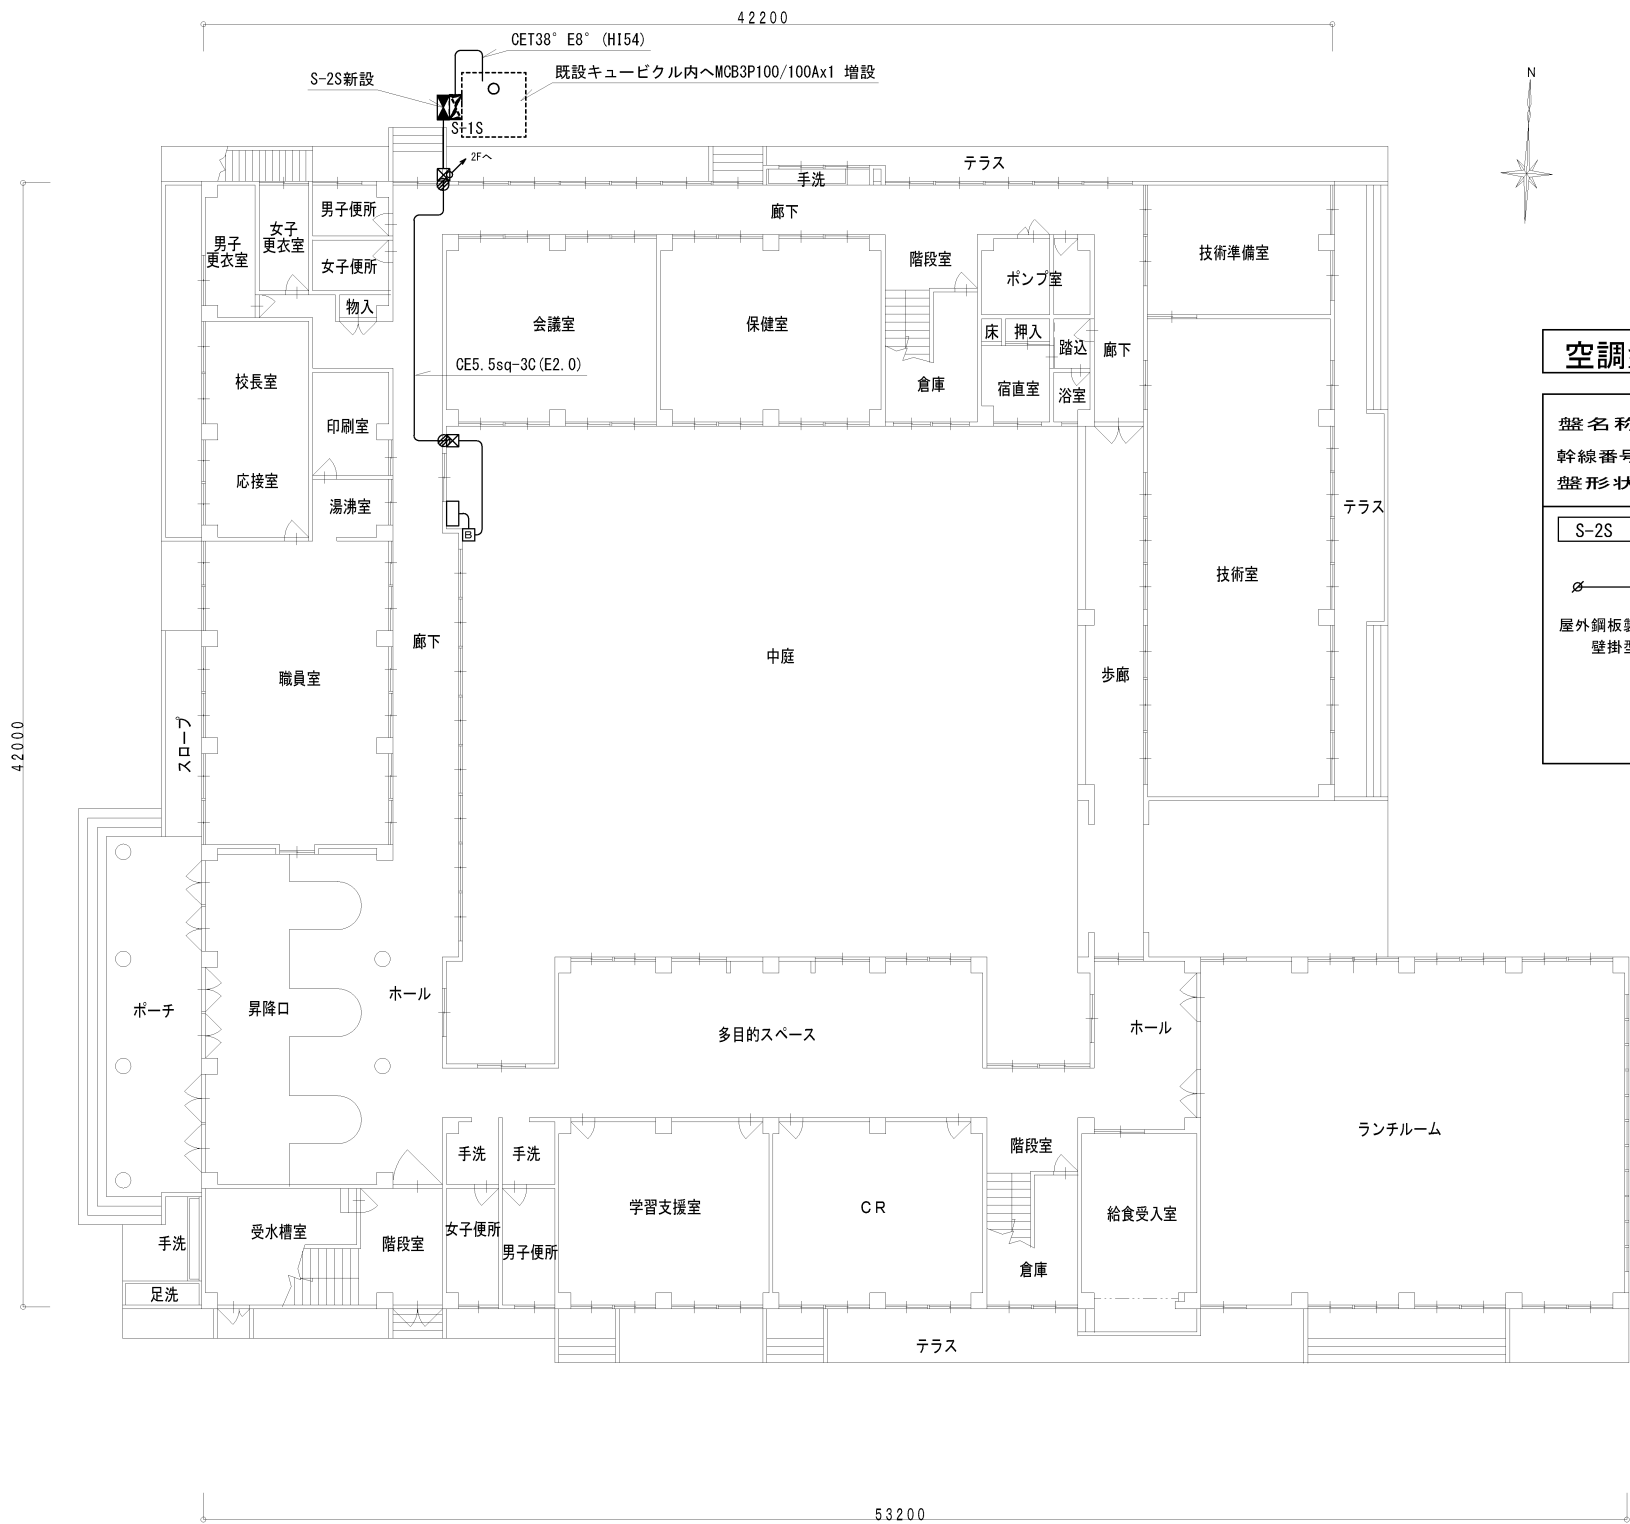 42200
CET38° E8° (HI54)
S-2S新設
既設キュービクル内へMCB3P100/100Ax1 増設
N
S-1S
2Fへ
テラス
手洗
男子便所
廊下
女子
更衣室
男子
更衣室
階段室
技術準備室
女子便所
ポンプ室
物入
会議室
保健室
床
押入
踏込
廊下
空調
CE5.5sq-3C(E2.0)
校長室
倉庫
宿直室
浴室
印刷室
盤名称
幹線番号
応接室
盤形状
湯沸室
テラス
S-2S
B
技術室
屋外鋼板製
廊下
壁掛型
中庭
歩廊
職員室
スロープ
42000
ホール
ポーチ
昇降口
多目的スペース
ホール
ランチルーム
手洗
手洗
階段室
学習支援室
CR
給食受入室
受水槽室
女子便所
手洗
階段室
男子便所
倉庫
足洗
テラス
53200